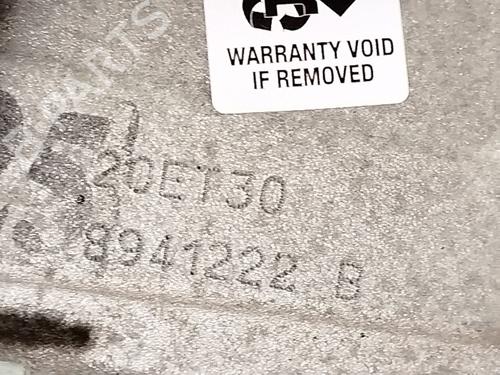 WARRANTY VOID
IF REMOVED
20ET30
8941222 B